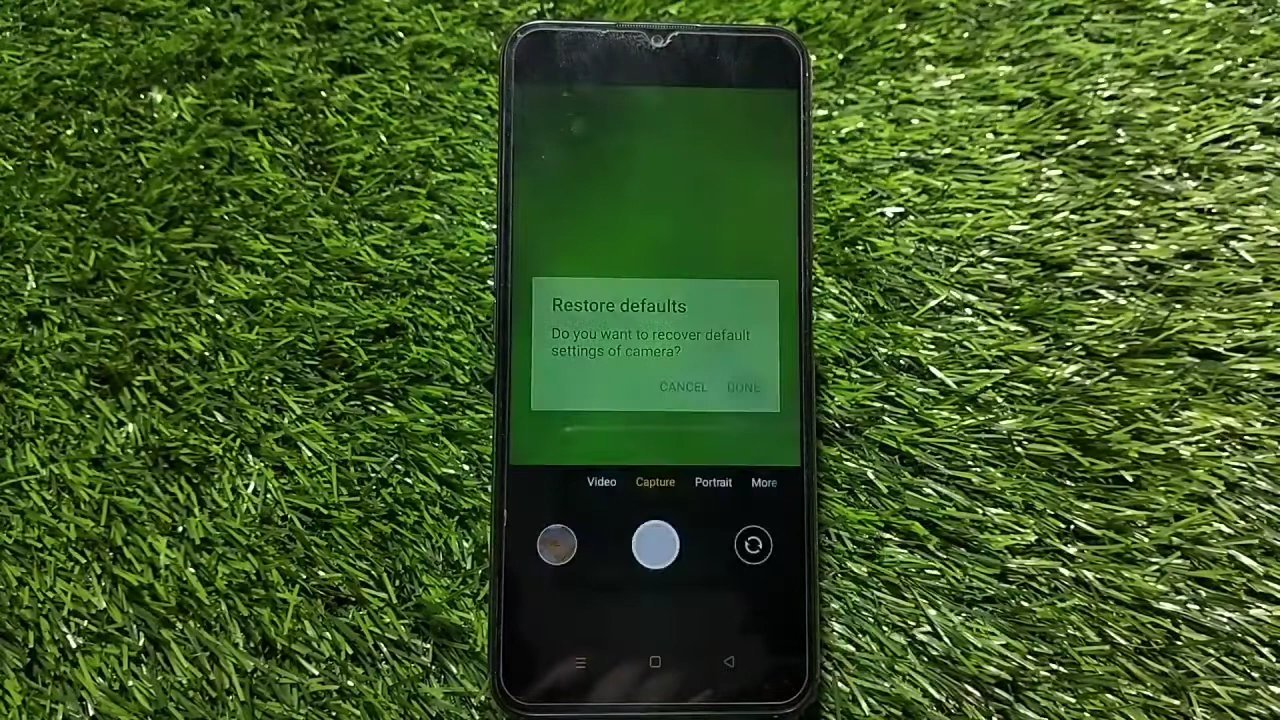 Restore defaults
Do you want to recover default
settings of camera?
CANCEL DONE
Video Capture Portrait More